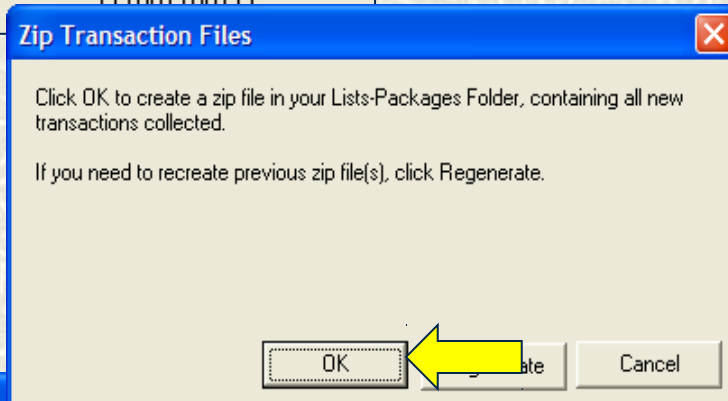 Zip Transaction Files
Click OK to create a zip file in your Lists-Packages Folder, containing all new
transactions collected.
If you need to recreate previous zip file(s), click Regenerate.
OK
Cancel